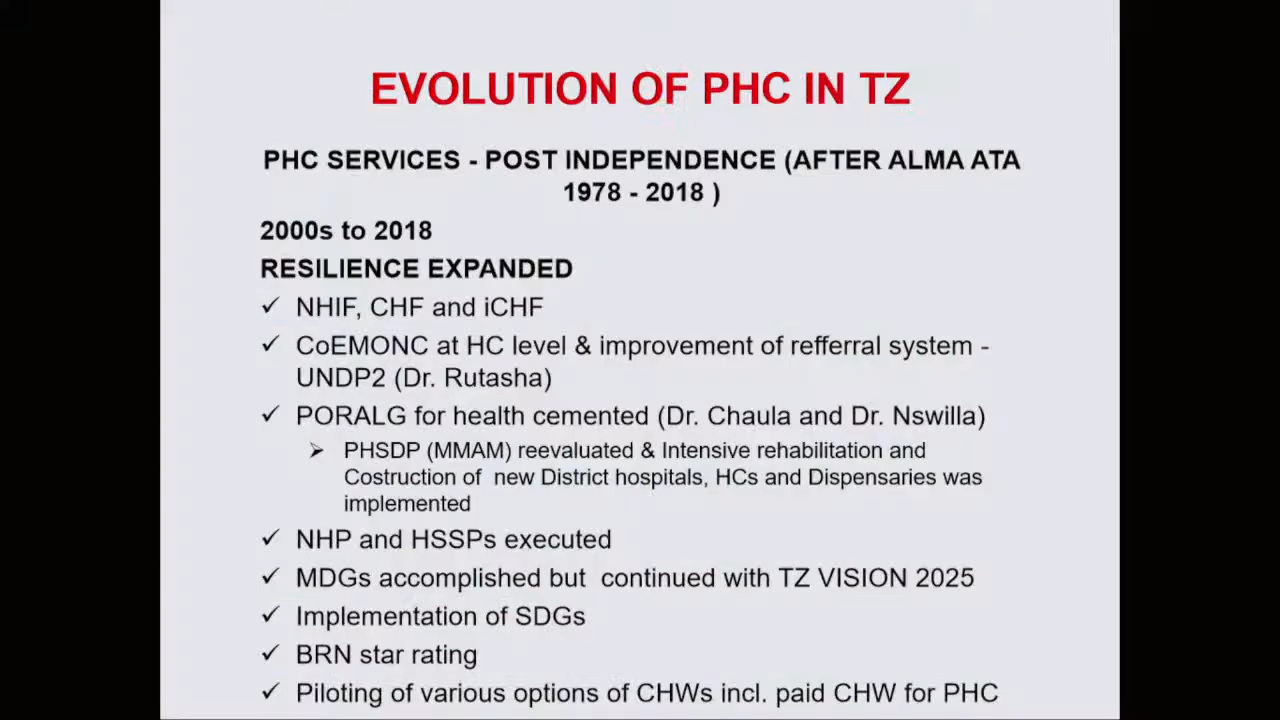 EVOLUTION OF PHC IN TZ
PHC SERVICES - POST INDEPENDENCE (AFTER ALMA ATA
1978 - 2018 )
2000s to 2018
RESILIENCE EXPANDED
✓ NHIF, CHF and iCHF
✓ CoEMONC at HC level & improvement of refferral system -
UNDP2 (Dr. Rutasha)
✓ PORALG for health cemented (Dr. Chaula and Dr. Nswilla)
➢ PHSDP (MMAM) reevaluated & Intensive rehabilitation and
Costruction of new District hospitals, HCs and Dispensaries was
implemented
✓ NHP and HSSPs executed
✓ MDGs accomplished but continued with TZ VISION 2025
✓ Implementation of SDGs
✓ BRN star rating
✓ Piloting of various options of CHWs incl. paid CHW for PHC